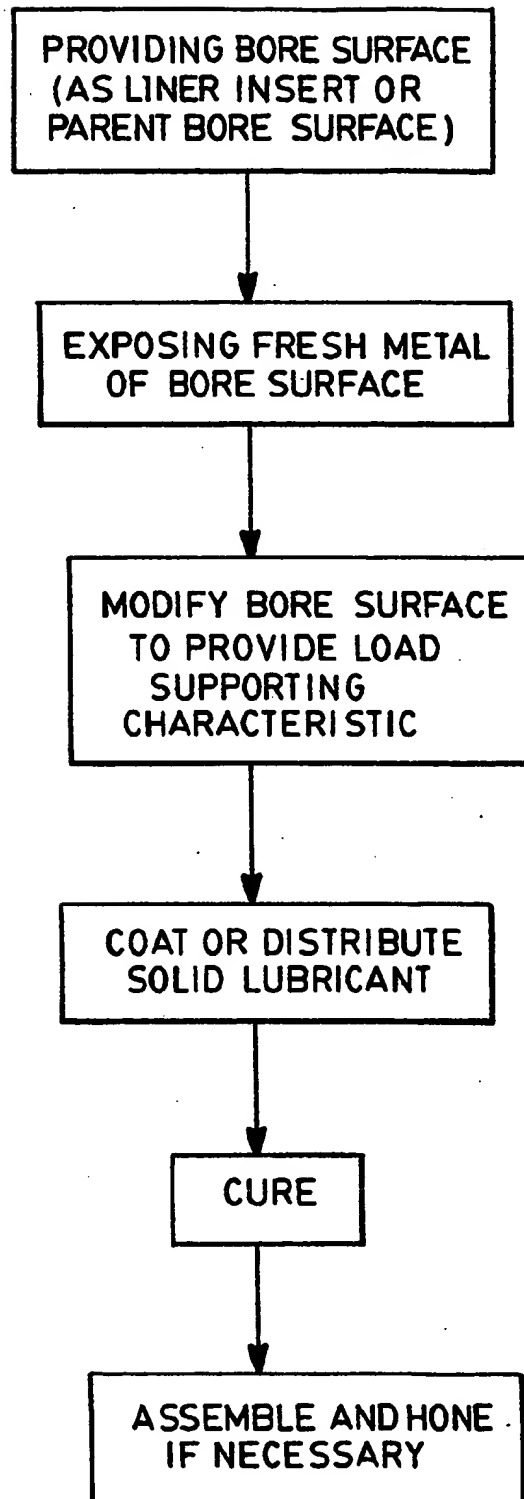 PROVIDING BORE SURFACE
(AS LINER INSERT OR
PARENT BORE SURFACE)
EXPOSING FRESH METAL
OF BORE SURFACE
MODIFY BORE SURFACE
TO PROVIDE LOAD
SUPPORTING
CHARACTERISTIC
COAT OR DISTRIBUTE
SOLID LUBRICANT
CURE
ASSEMBLE AND HONE
IF NECESSARY